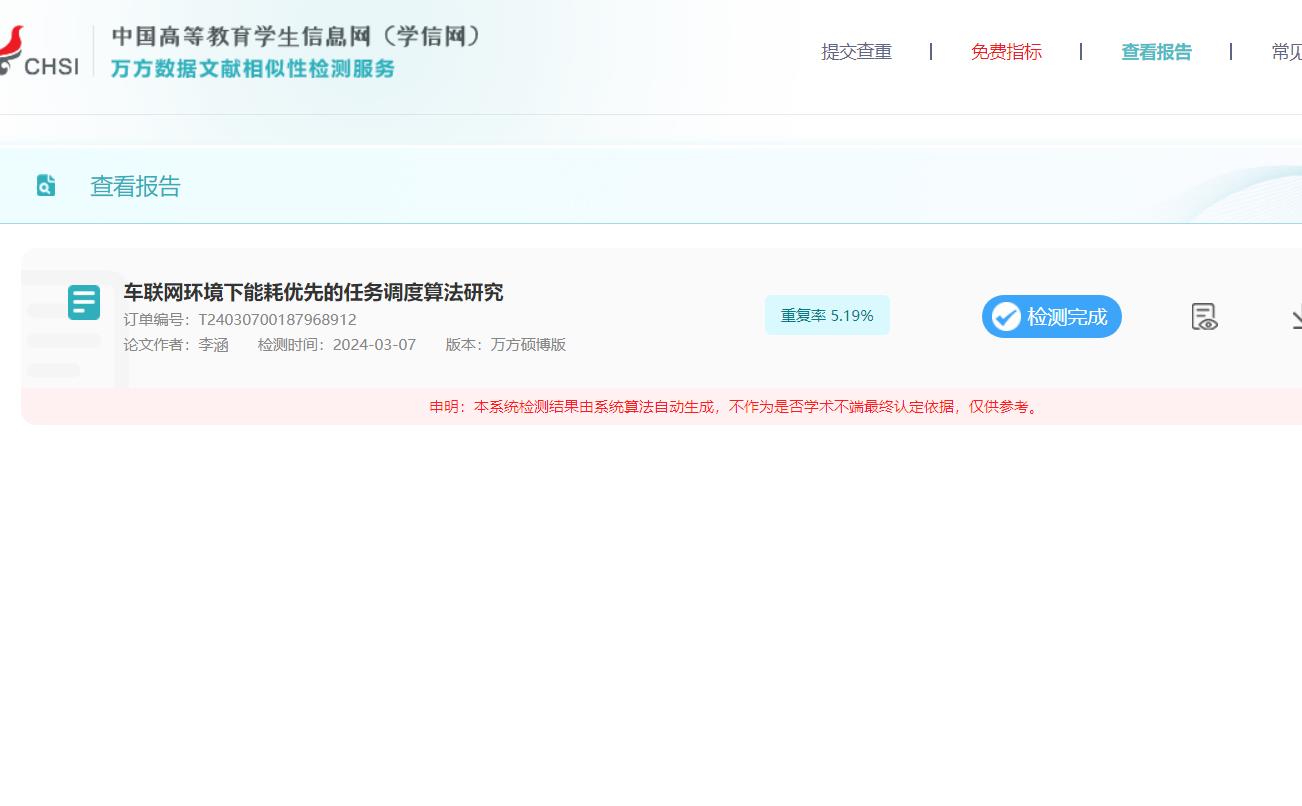 CHSI
中国高等教育学生信息网（学信网）
万方数据文献相似性检测服务
提交查重 | 免费指标 | 查看报告 | 常见
查看报告
车联网环境下能耗优先的任务调度算法研究
订单编号：T24030700187968912
论文作者：李涵 检测时间：2024-03-07 版本：万方硕博版
重复率 5.19%
检测完成
申明：本系统检测结果由系统算法自动生成，不作为是否学术不端最终认定依据，仅供参考。